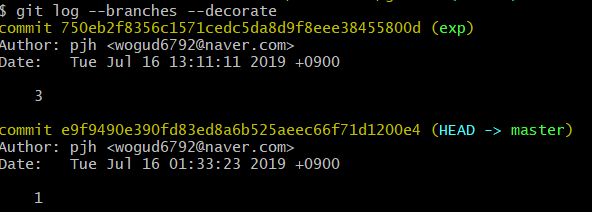 $ git log --branches --decorate
commit 750eb2f8356c1571cedc5da8d9f8eee38455800d (exp)
Author: pjh <wogud6792@naver.com>
Date:   Tue Jul 16 13:11:11 2019 +0900
3
commit e9f9490e390fd83ed8a6b525aeec66f71d1200e4 (HEAD -> master)
Author: pjh <wogud6792@naver.com>
Date:   Tue Jul 16 01:33:23 2019 +0900
1